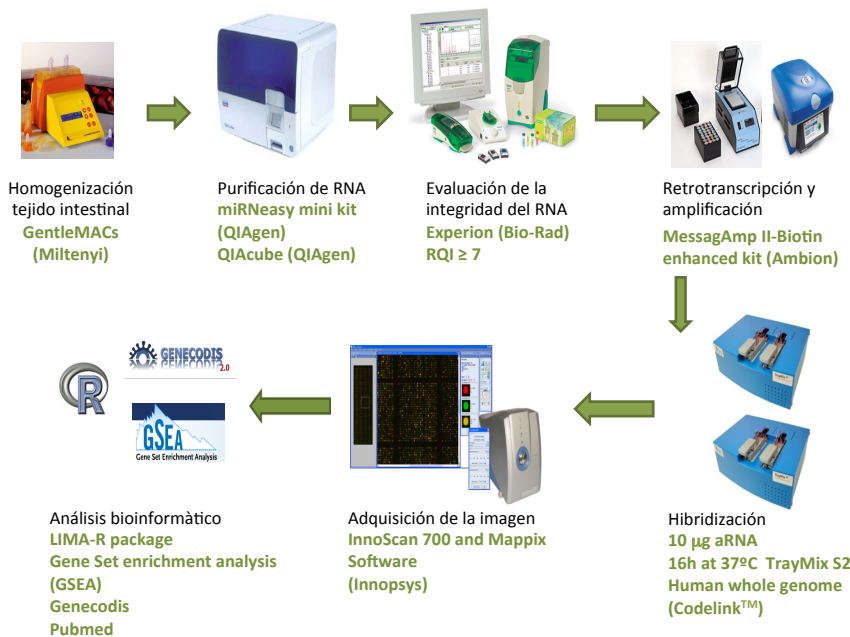 Homogenización
tejido intestinal
GentleMACs
(Miltenyi)
Purificación de RNA
miRNeasy mini kit
(QIAgen)
QIAcube (QIAgen)
Evaluación de la
integridad del RNA
Experion (Bio-Rad)
RQI ≥ 7
Retrotranscripción y
amplificación
MessagAmp II-Biotin
enhanced kit (Ambion)
GENECODIS
2.0
R
GSEA
Gene Set Enrichment Analysis
Análisis bioinformàtico
LIMA-R package
Gene Set enrichment analysis
(GSEA)
Genecodis
Pubmed
Adquisición de la imagen
InnoScan 700 and Mappix
Software
(Innopsys)
Hibridización
10 µg aRNA
16h at 37ºC TrayMix S2
Human whole genome
(Codelink™)